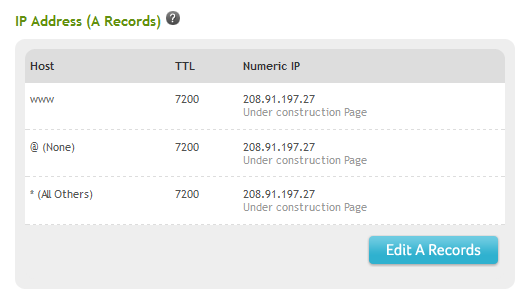 IP Address (A Records) ?
Host TTL Numeric IP
www 7200 208.91.197.27
Under construction Page
@ (None) 7200 208.91.197.27
Under construction Page
* (All Others) 7200 208.91.197.27
Under construction Page
Edit A Records